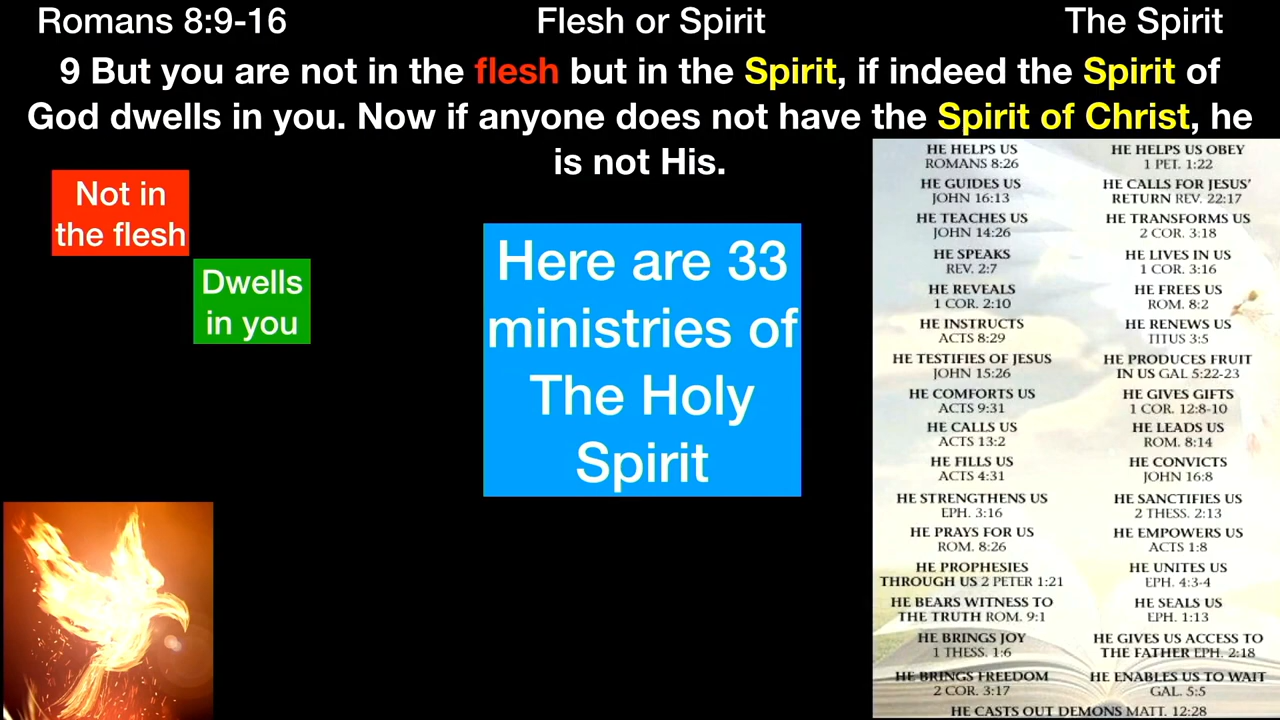 Romans 8:9-16
Flesh or Spirit
The Spirit
9 But you are not in the flesh but in the Spirit, if indeed the Spirit of
God dwells in you. Now if anyone does not have the Spirit of Christ, he
is not His.
Not in
the flesh
Dwells
in you
Here are 33
ministries of
The Holy
Spirit
HE HELPS US
ROMANS 8:26
HE GUIDES US
JOHN 16:13
HE TEACHES US
JOHN 14:26
HE SPEAKS
REV. 2:7
HE REVEALS
1 COR. 2:10
HE INSTRUCTS
ACTS 8:29
HE TESTIFIES OF JESUS
JOHN 15:26
HE COMFORTS US
ACTS 9:31
HE CALLS US
ACTS 13:2
HE FILLS US
ACTS 4:31
HE STRENGTHENS US
EPH. 3:16
HE PRAYS FOR US
ROM. 8:26
HE PROPHESIES
THROUGH US 2 PETER 1:21
HE BEARS WITNESS TO
THE TRUTH ROM. 9:1
HE BRINGS JOY
1 THESS. 1:6
HE BRINGS FREEDOM
2 COR. 3:17
HE HELPS US OBEY
1 PET. 1:22
HE CALLS FOR JESUS'
RETURN REV. 22:17
HE TRANSFORMS US
2 COR. 3:18
HE LIVES IN US
1 COR. 3:16
HE FREES US
ROM. 8:2
HE RENEWS US
TITUS 3:5
HE PRODUCES FRUIT
IN US GAL 5:22-23
HE GIVES GIFTS
1 COR. 12:8-10
HE LEADS US
ROM. 8:14
HE CONVICTS
JOHN 16:8
HE SANCTIFIES US
2 THESS. 2:13
HE EMPOWERS US
ACTS 1:8
HE UNITES US
EPH. 4:3-4
HE SEALS US
EPH. 1:13
HE GIVES US ACCESS TO
THE FATHER EPH. 2:18
HE ENABLES US TO WAIT
GAL. 5:5
HE CASTS OUT DEMONS MATT. 12:28